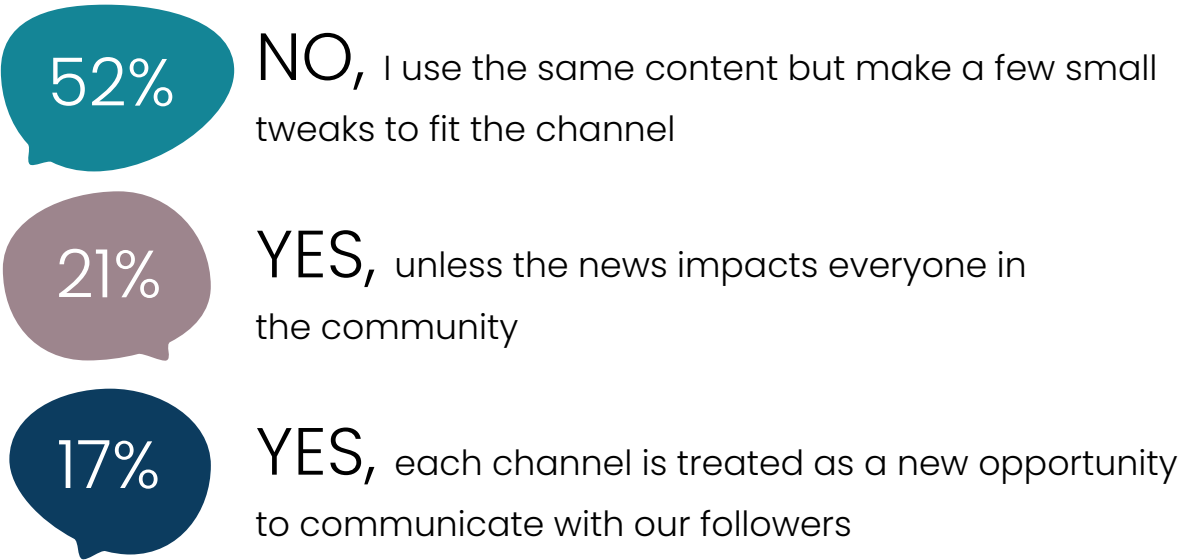 52%
NO, I use the same content but make a few small
tweaks to fit the channel
21%
YES, unless the news impacts everyone in
the community
17%
YES, each channel is treated as a new opportunity
to communicate with our followers